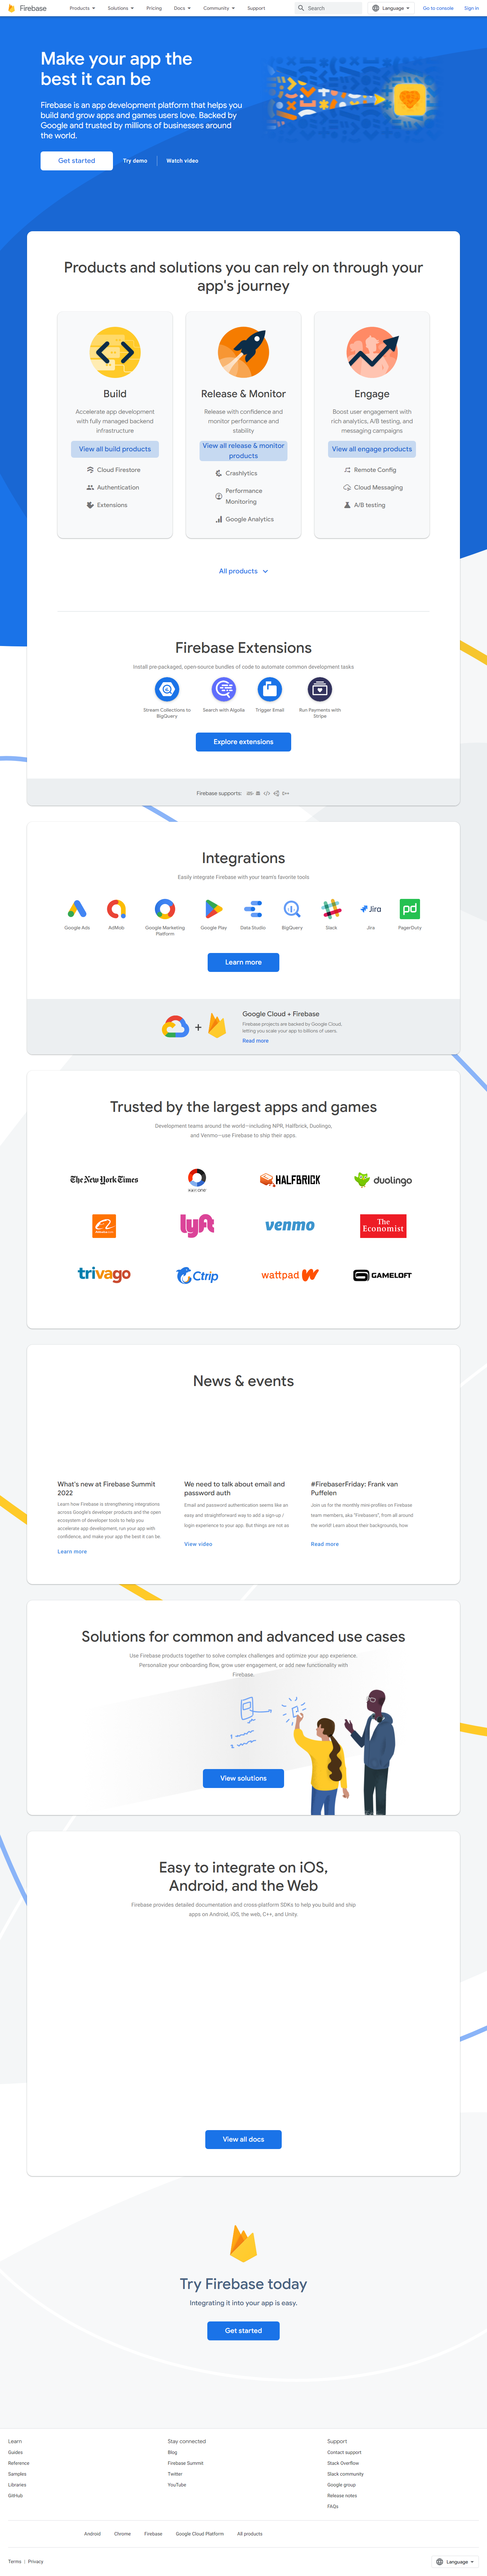 Firebase
Products
Solutions
Pricing
Docs
Community
Support
Search
Language
Go to console
Sign in
Make your app the
best it can be
Firebase is an app development platform that helps you
build and grow apps and games users love. Backed by
Google and trusted by millions of businesses around
the world.
Get started
Try demo
Watch video
Products and solutions you can rely on through your
app's journey
Build
Accelerate app development
with fully managed backend
infrastructure
View all build products
Cloud Firestore
Authentication
Extensions
Release & Monitor
Release with confidence and
monitor performance and
stability
View all release & monitor
products
Crashlytics
Performance
Monitoring
Google Analytics
Engage
Boost user engagement with
rich analytics, A/B testing, and
messaging campaigns
View all engage products
Remote Config
Cloud Messaging
A/B testing
All products
Firebase Extensions
Install pre-packaged, open-source bundles of code to automate common development tasks
Stream Collections to
BigQuery
Search with Algolia
Trigger Email
Run Payments with
Stripe
Explore extensions
Firebase supports:
Integrations
Easily integrate Firebase with your team's favorite tools
Google Ads
AdMob
Google Marketing
Platform
Google Play
Data Studio
BigQuery
Slack
Jira
Jira
pd
PagerDuty
Learn more
Google Cloud + Firebase
Firebase projects are backed by Google Cloud,
letting you scale your app to billions of users.
Read more
Trusted by the largest apps and games
Development teams around the world—including NPR, Halfbrick, Duolingo,
and Venmo—use Firebase to ship their apps.
The New York Times
HALFBRICK
duolingo
lyft
venmo
The
Economist
trivago
Ctrip
wattpad
GAMELOFT
News & events
What's new at Firebase Summit
2022
Learn how Firebase is strengthening integrations
across Google's developer products and the open
ecosystem of developer tools to help you
accelerate app development, run your app with
confidence, and make your app the best it can be.
Learn more
We need to talk about email and
password auth
Email and password authentication seems like an
easy and straightforward way to add a sign-up /
login experience to your app. But things are not as
View video
#FirebaserFriday: Frank van
Puffelen
Join us for the monthly mini-profiles on Firebase
team members, aka "Firebasers", from all around
the world! Learn about their backgrounds, how
Read more
Solutions for common and advanced use cases
Use Firebase products together to solve complex challenges and optimize your app experience.
Personalize your onboarding flow, grow user engagement, or add new functionality with
Firebase.
View solutions
Easy to integrate on iOS,
Android, and the Web
Firebase provides detailed documentation and cross-platform SDKs to help you build and ship
apps on Android, iOS, the web, C++, and Unity.
View all docs
Try Firebase today
Integrating it into your app is easy.
Get started
Learn
Guides
Reference
Samples
Libraries
GitHub
Stay connected
Blog
Firebase Summit
Twitter
YouTube
Support
Contact support
Stack Overflow
Slack community
Google group
Release notes
FAQs
Android
Chrome
Firebase
Google Cloud Platform
All products
Terms | Privacy
Language